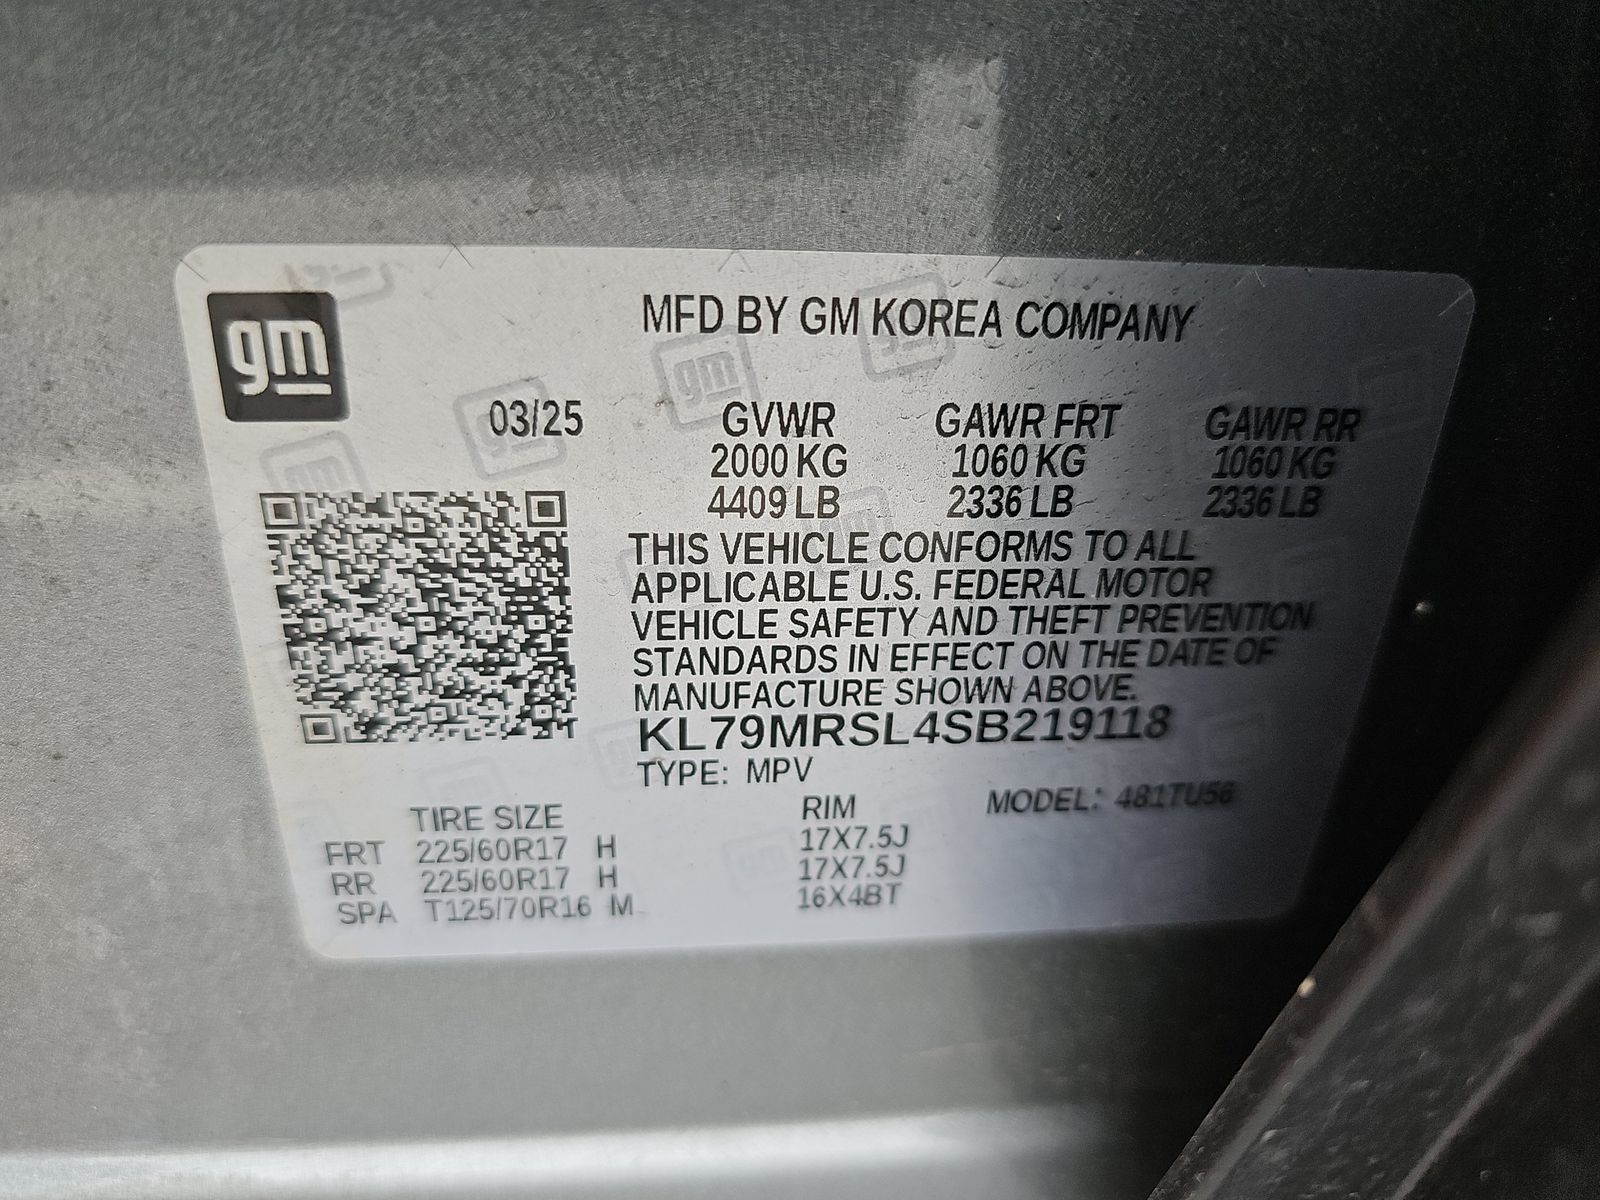 gm
MFD BY GM KOREA COMPANY
03/25 GVWR GAWR FRT GAWR RR
2000 KG 1060 KG 1060 KG
4409 LB 2336 LB 2336 LB
THIS VEHICLE CONFORMS TO ALL
APPLICABLE U.S. FEDERAL MOTOR
VEHICLE SAFETY AND THEFT PREVENTION
STANDARDS IN EFFECT ON THE DATE OF
MANUFACTURE SHOWN ABOVE.
KL79MRSL4SB219118
TYPE: MPV
MODEL: 481TU56
TIRE SIZE RIM
FRT 225/60R17 H 17X7.5J
RR 225/60R17 H 17X7.5J
SPA T125/70R16 M 16X4BT